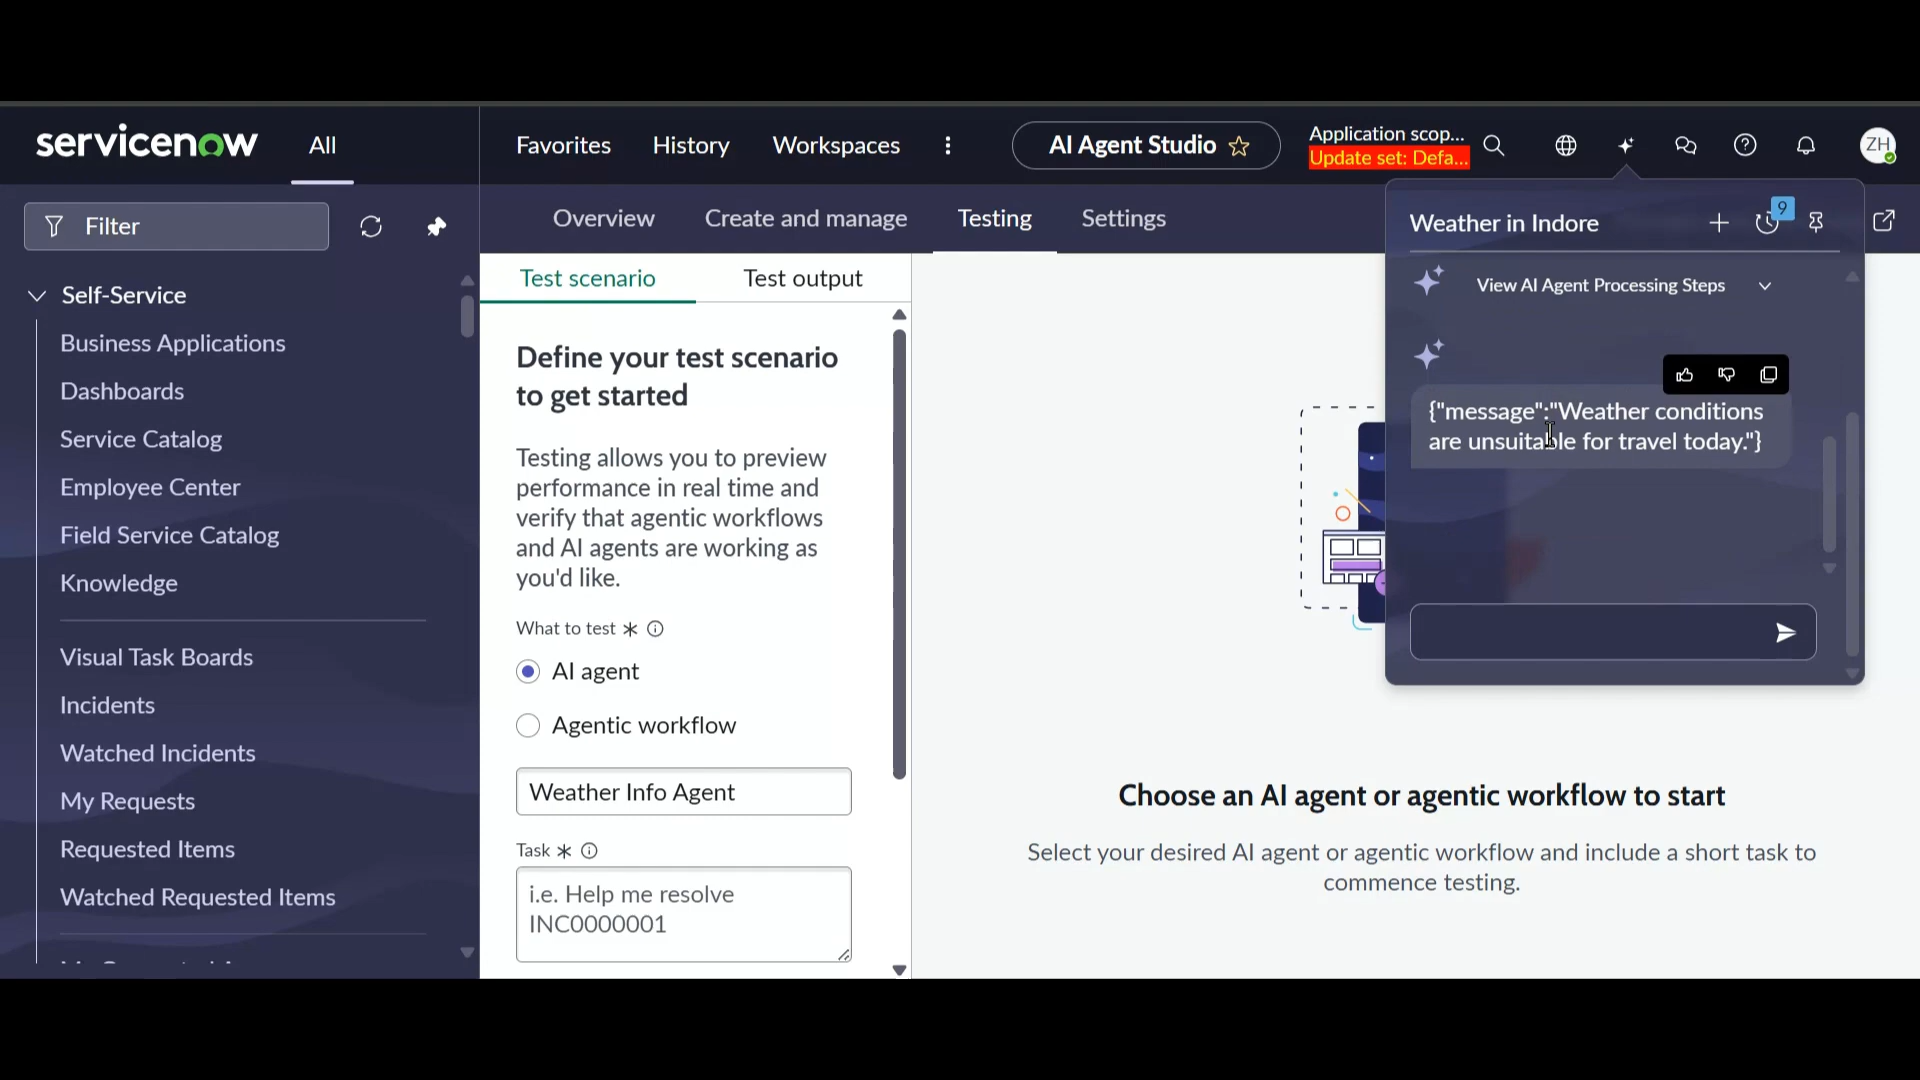 servicenow
All
Favorites
History
Workspaces
AI Agent Studio
Application scop...
Update set: Defa...
ZH
Filter
Overview
Create and manage
Testing
Settings
Weather in Indore
9
Self-Service
Business Applications
Dashboards
Service Catalog
Employee Center
Field Service Catalog
Knowledge
Visual Task Boards
Incidents
Watched Incidents
My Requests
Requested Items
Watched Requested Items
Test scenario
Test output
Define your test scenario
to get started
Testing allows you to preview
performance in real time and
verify that agentic workflows
and AI agents are working as
you'd like.
What to test *
AI agent
Agentic workflow
Weather Info Agent
Task *
i.e. Help me resolve
INC0000001
View AI Agent Processing Steps
{"message":"Weather conditions
are unsuitable for travel today."}
Choose an AI agent or agentic workflow to start
Select your desired AI agent or agentic workflow and include a short task to
commence testing.